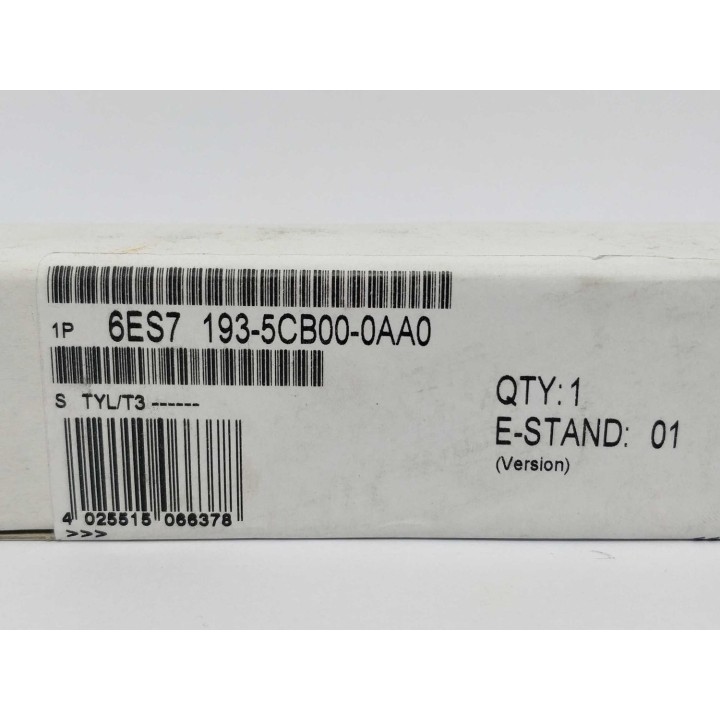 1P 6ES7 193-5CB00-0AA0
S TYL/T3 ------
QTY: 1
E-STAND: 01
(Version)
4 025515 066378
>>>